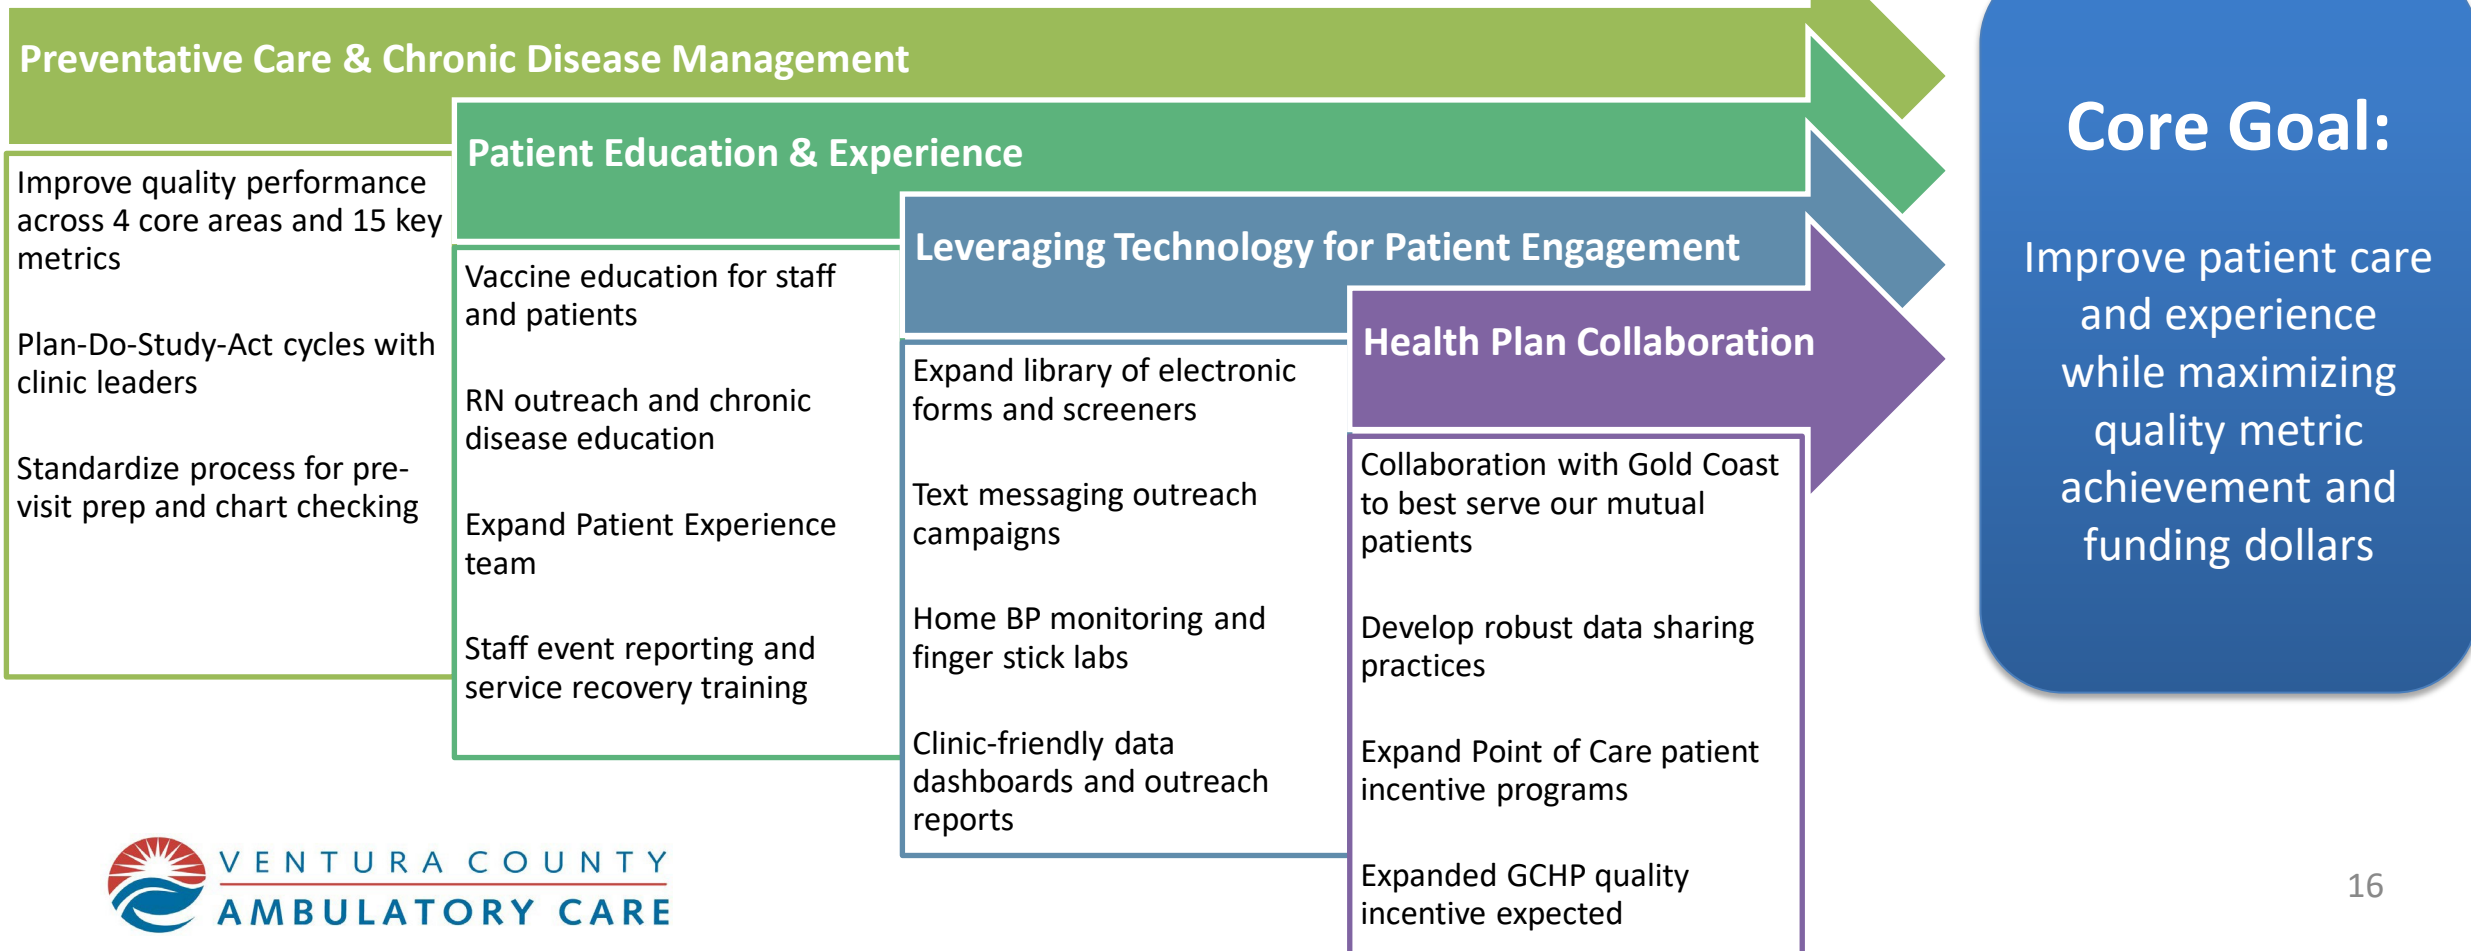 Preventative Care & Chronic Disease Management
Improve quality performance
across 4 core areas and 15 key
metrics
Plan-Do-Study-Act cycles with
clinic leaders
Standardize process for pre-
visit prep and chart checking
Patient Education & Experience
Vaccine education for staff
and patients
RN outreach and chronic
disease education
Expand Patient Experience
team
Staff event reporting and
service recovery training
Leveraging Technology for Patient Engagement
Expand library of electronic
forms and screeners
Text messaging outreach
campaigns
Home BP monitoring and
finger stick labs
Clinic-friendly data
dashboards and outreach
reports
Health Plan Collaboration
Collaboration with Gold Coast
to best serve our mutual
patients
Develop robust data sharing
practices
Expand Point of Care patient
incentive programs
Expanded GCHP quality
incentive expected
Core Goal:
Improve patient care
and experience
while maximizing
quality metric
achievement and
funding dollars
VENTURA COUNTY
AMBULATORY CARE
16